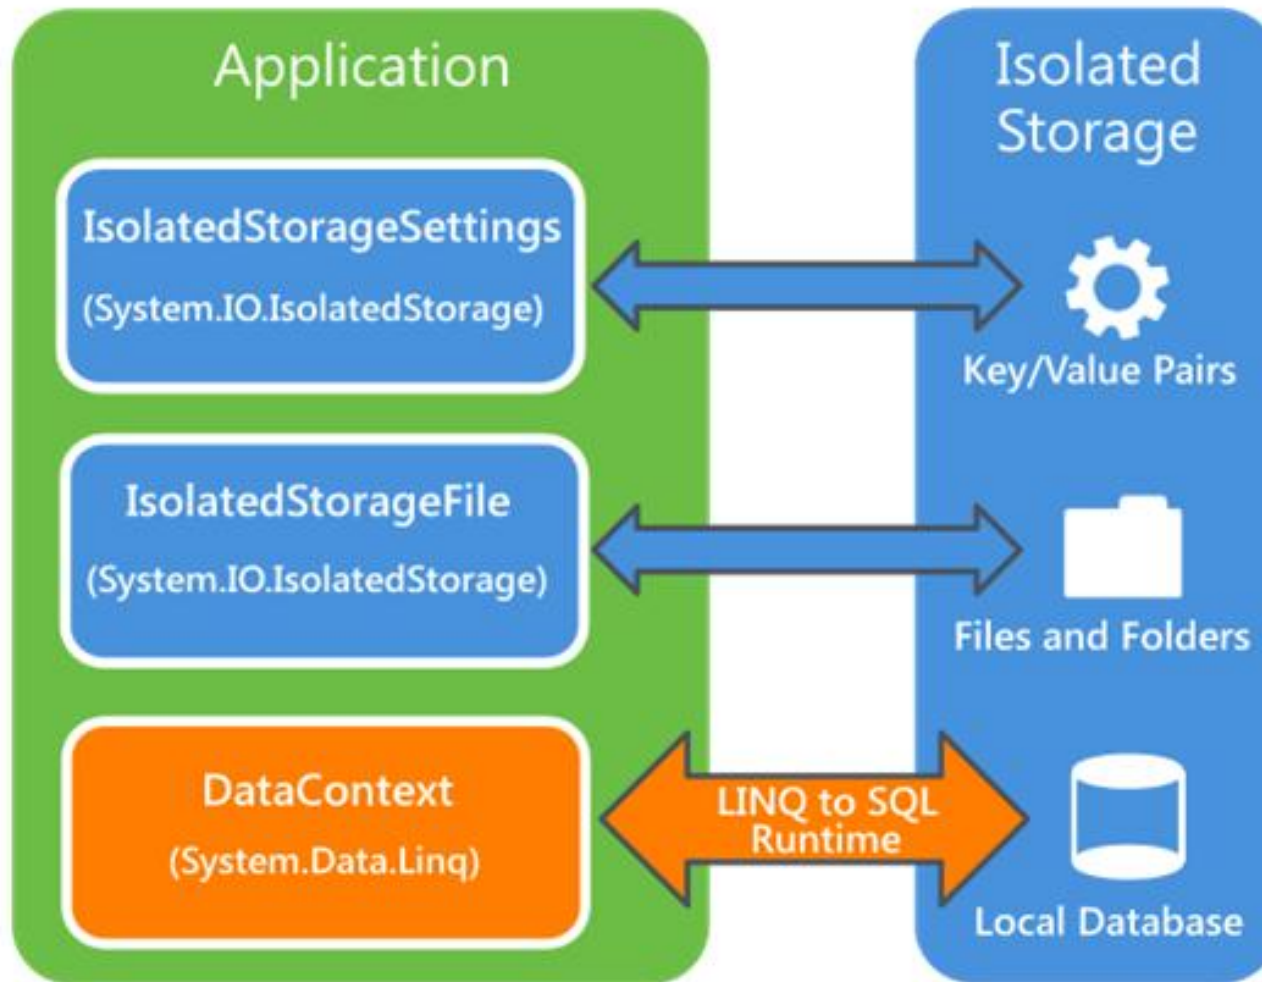 Application
IsolatedStorageSettings
(System.IO.IsolatedStorage)
IsolatedStorageFile
(System.IO.IsolatedStorage)
DataContext
(System.Data.Linq)
LINQ to SQL
Runtime
Isolated
Storage
Key/Value Pairs
Files and Folders
Local Database